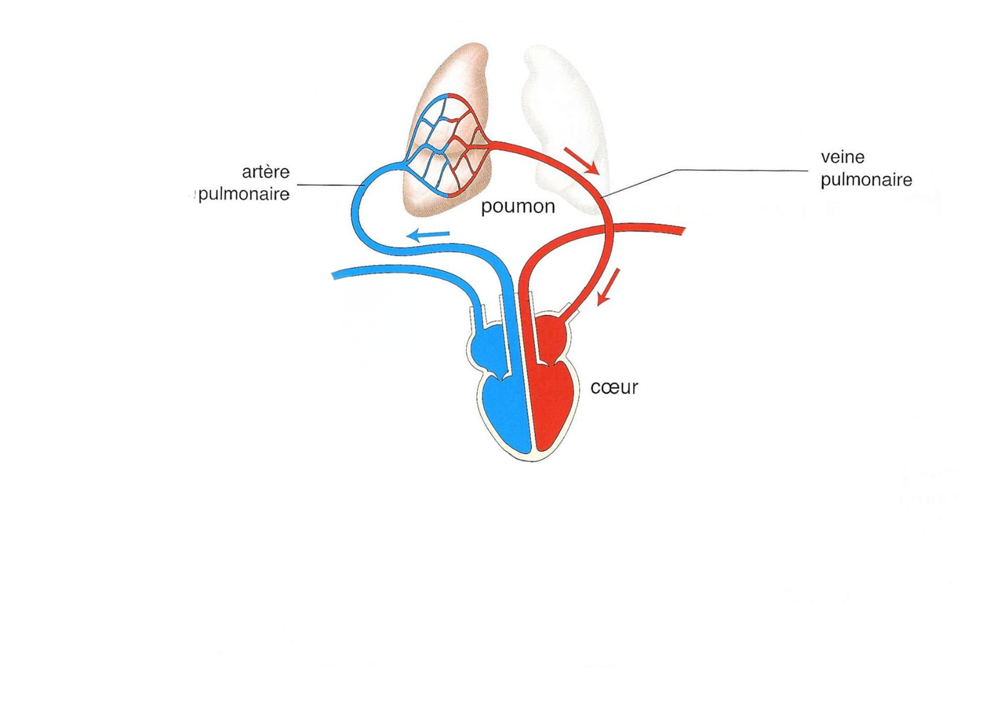 artère
pulmonaire
poumon
veine
pulmonaire
cœur